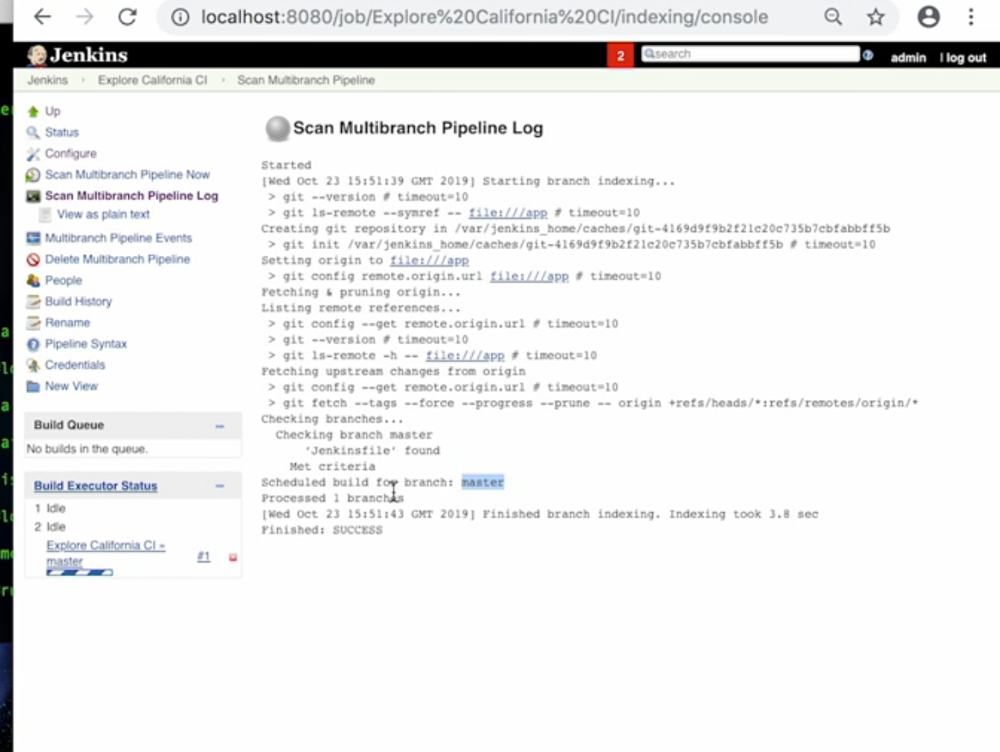 localhost:8080/job/Explore%20California%20CI/indexing/console
Jenkins
2
search
admin
| log out
Jenkins
Explore California CI
Scan Multibranch Pipeline
Up
Status
Configure
Scan Multibranch Pipeline Now
Scan Multibranch Pipeline Log
View as plain text
Multibranch Pipeline Events
Delete Multibranch Pipeline
People
Build History
Rename
Pipeline Syntax
Credentials
New View
Build Queue
No builds in the queue.
Build Executor Status
1 Idle
2 Idle
Explore California CI »
master
#1
Scan Multibranch Pipeline Log
Started
[Wed Oct 23 15:51:39 GMT 2019] Starting branch indexing...
> git --version # timeout=10
> git ls-remote --symref -- file:///app # timeout=10
Creating git repository in /var/jenkins_home/caches/git-4169d9f9b2f21c20c735b7cbfabbff5b
> git init /var/jenkins_home/caches/git-4169d9f9b2f21c20c735b7cbfabbff5b # timeout=10
Setting origin to file:///app
> git config remote.origin.url file:///app # timeout=10
Fetching & pruning origin...
Listing remote references...
> git config --get remote.origin.url # timeout=10
> git --version # timeout=10
> git ls-remote -h -- file:///app # timeout=10
Fetching upstream changes from origin
> git config --get remote.origin.url # timeout=10
> git fetch --tags --force --progress --prune -- origin +refs/heads/*:refs/remotes/origin/*
Checking branches...
Checking branch master
‘Jenkinsfile’ found
Met criteria
Scheduled build for branch: master
Processed 1 branches
[Wed Oct 23 15:51:43 GMT 2019] Finished branch indexing. Indexing took 3.8 sec
Finished: SUCCESS